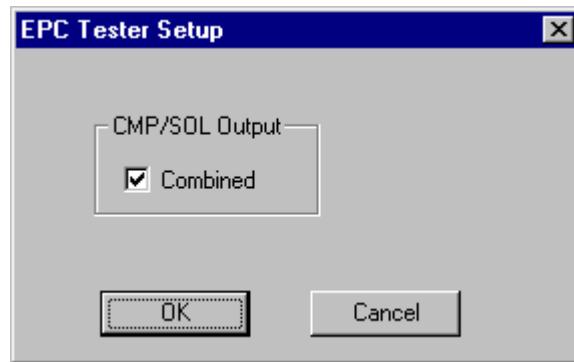 EPC Tester Setup
CMP/SOL Output
Combined
OK
Cancel